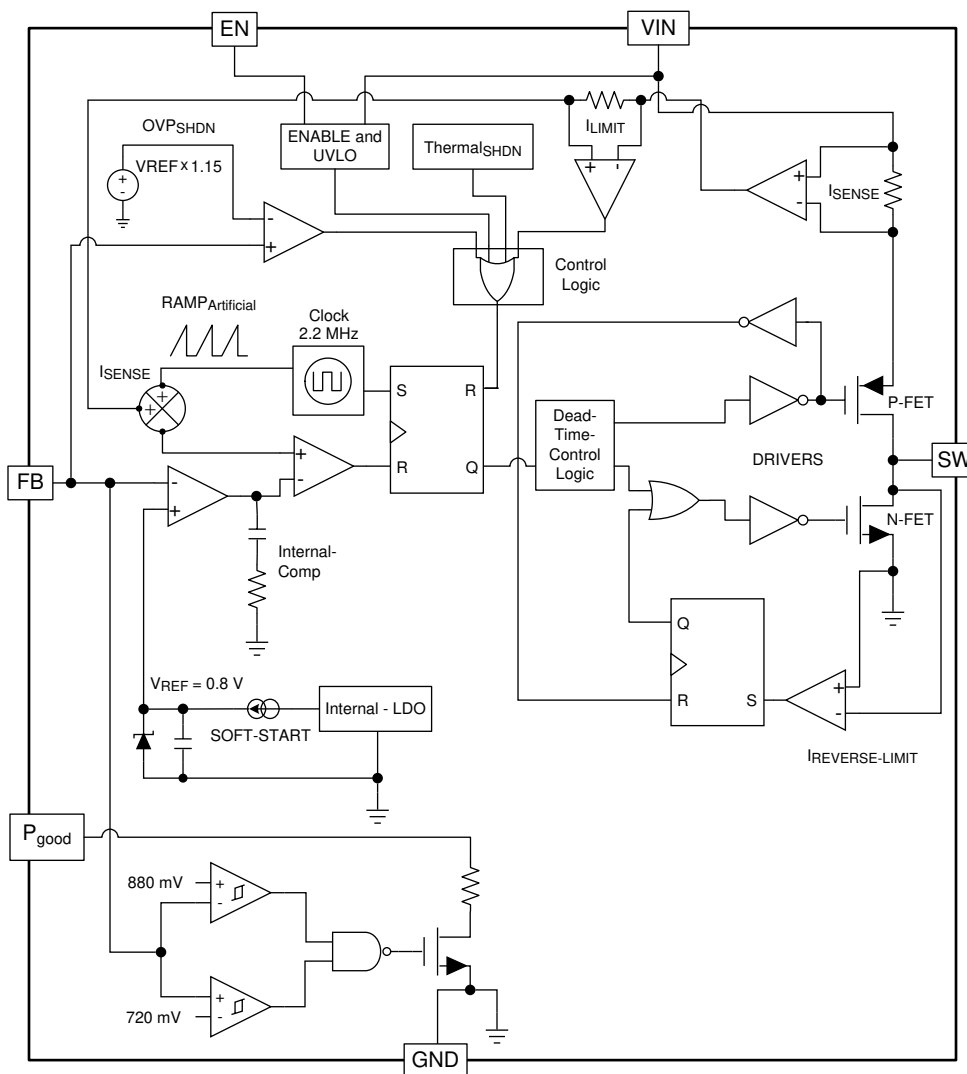 EN
VIN
OVPSHDN
VREF x 1.15
+
-
ENABLE and
UVLO
ThermalSHDN
ILIMIT
+
-
+
-
ISENSE
-
+
Control
Logic
RAMPArtificial
Clock
2.2 MHz
ISENSE
+
+
S
R
R
Q
+
-
Dead-
Time-
Control
Logic
P-FET
DRIVERS
SW
N-FET
FB
-
+
Internal-
Comp
Q
R
S
+
-
IREVERSE-LIMIT
VREF = 0.8 V
SOFT-START
Internal - LDO
Pgood
880 mV
+
-
+
-
720 mV
GND